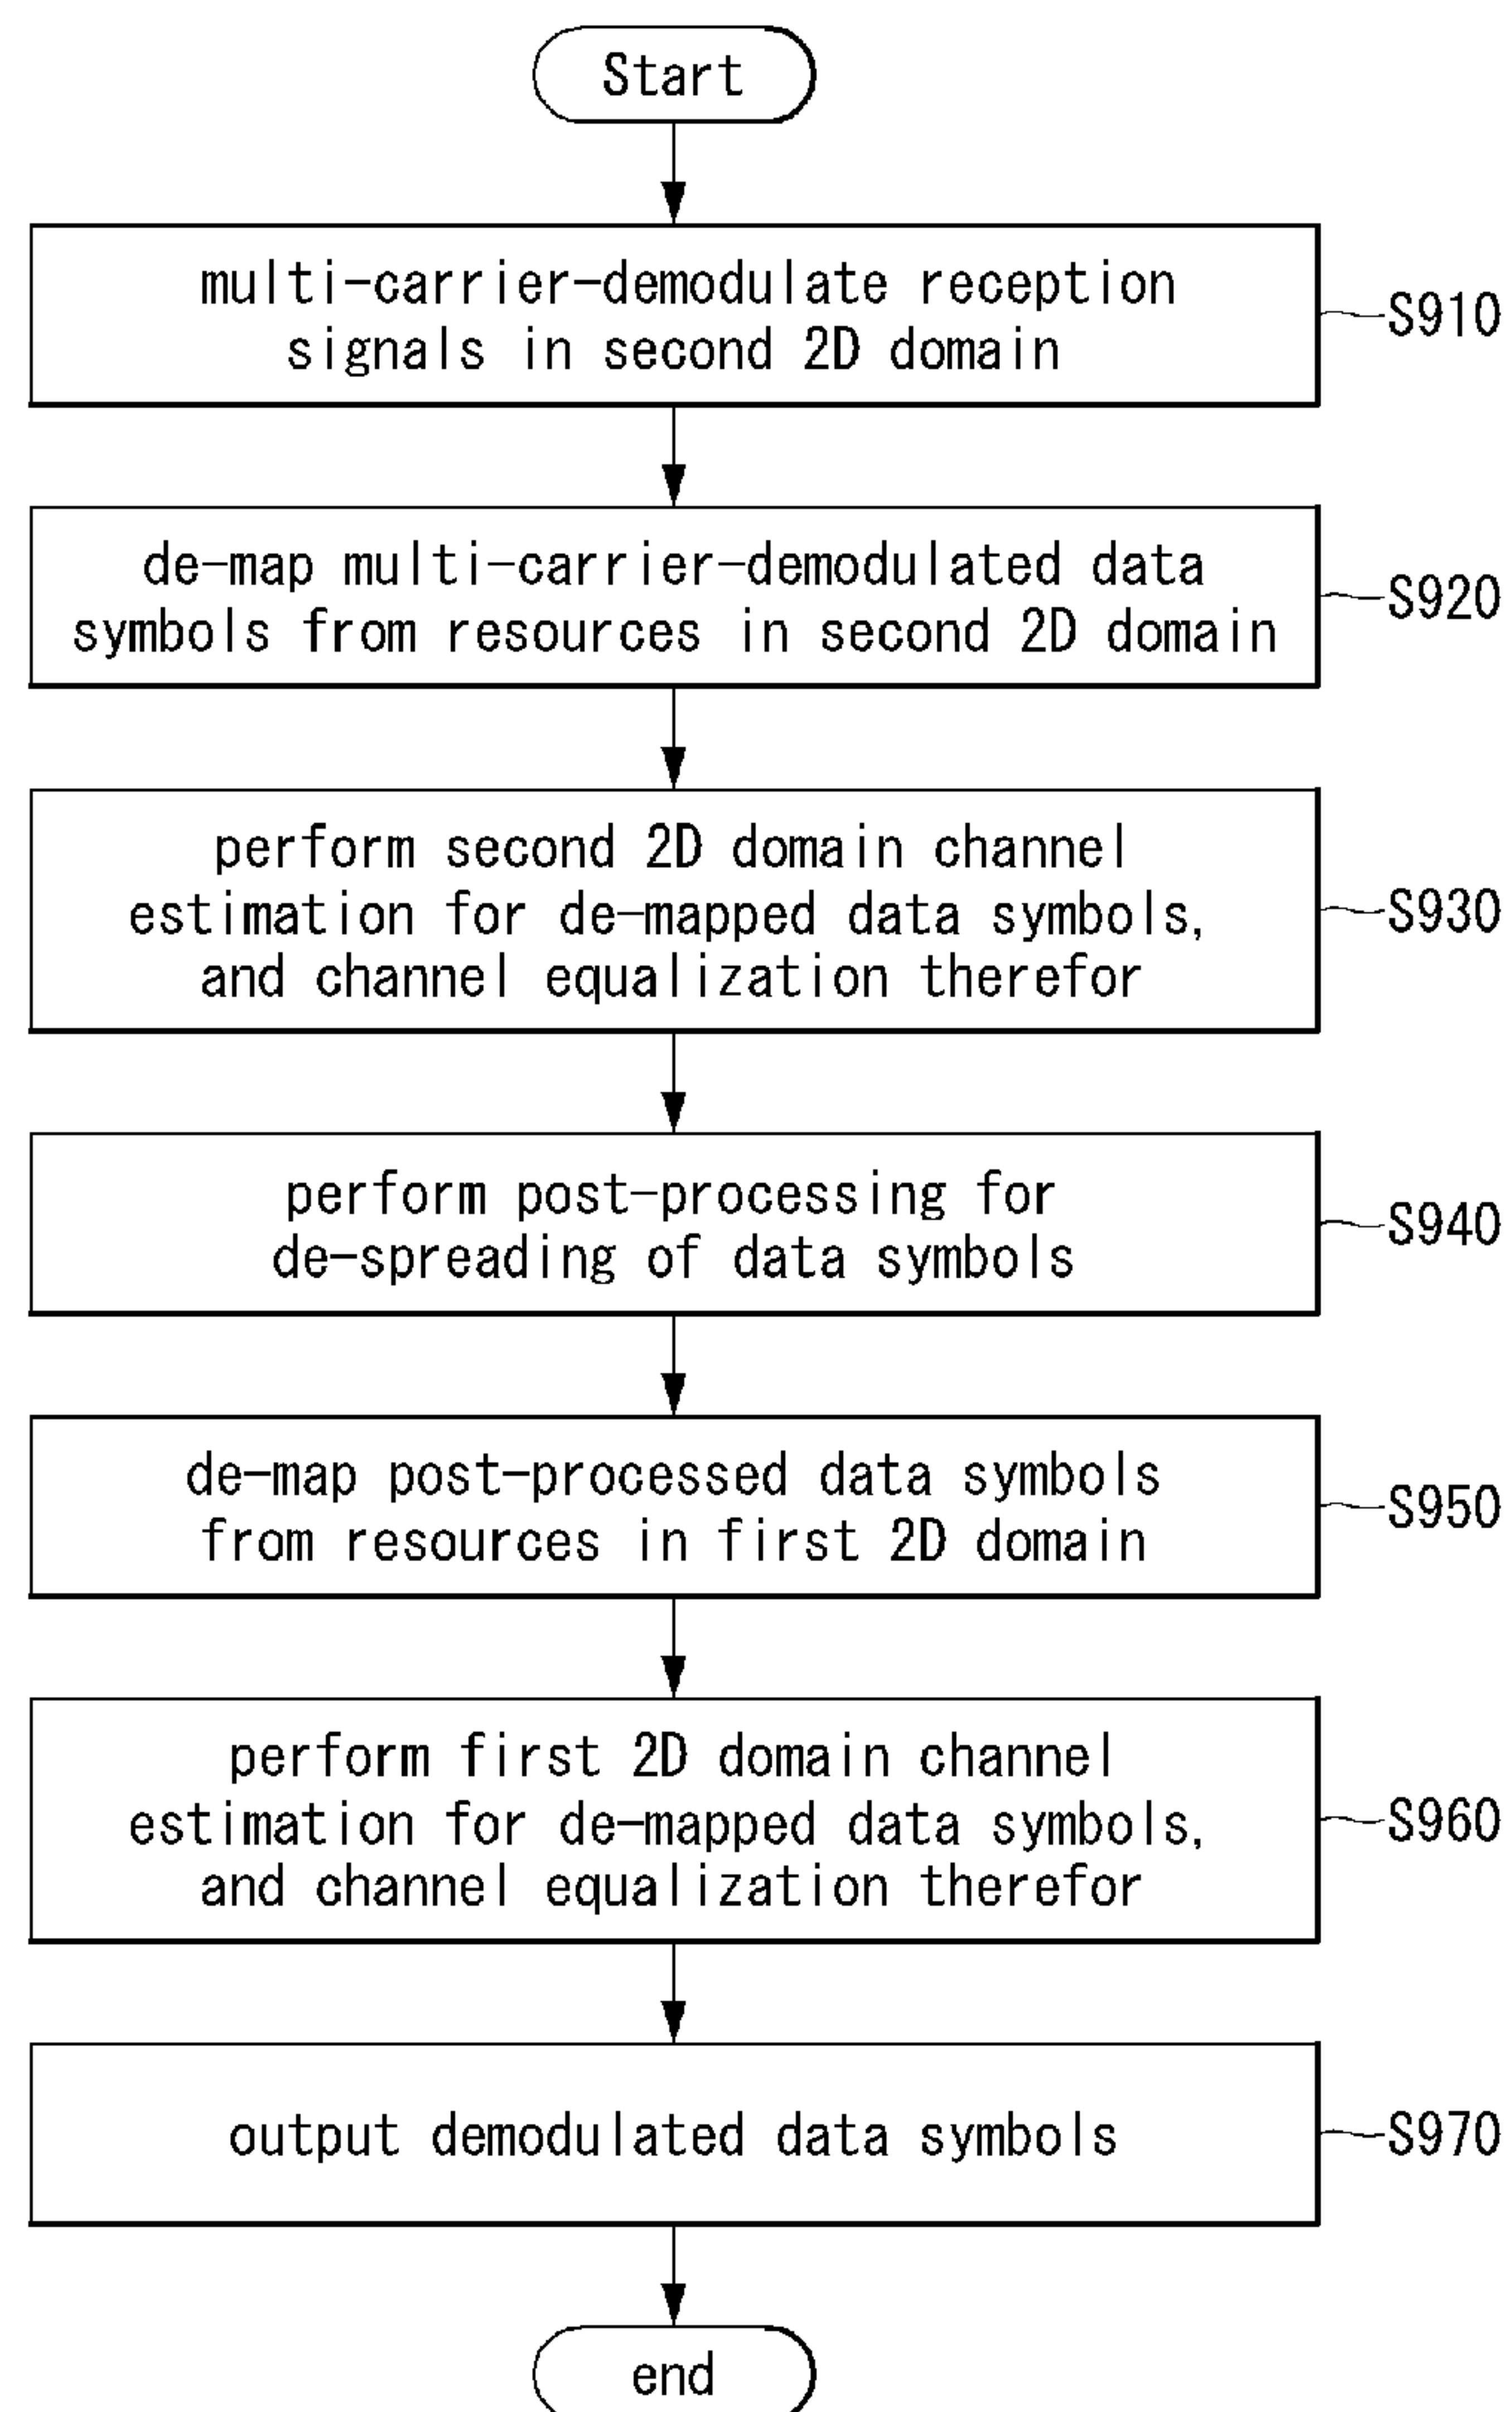 Start
multi-carrier-demodulate reception
signals in second 2D domain
S910
de-map multi-carrier-demodulated data
symbols from resources in second 2D domain
S920
perform second 2D domain channel
estimation for de-mapped data symbols,
and channel equalization therefor
S930
perform post-processing for
de-spreading of data symbols
S940
de-map post-processed data symbols
from resources in first 2D domain
S950
perform first 2D domain channel
estimation for de-mapped data symbols,
and channel equalization therefor
S960
output demodulated data symbols
S970
end